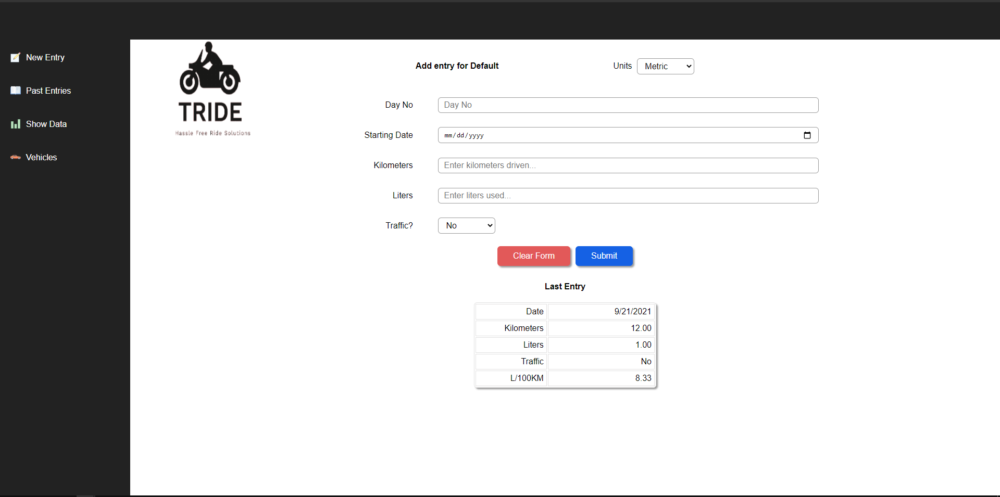 New Entry
Past Entries
Show Data
Vehicles
TRIDE
Hassle Free Ride Solutions
Add entry for Default
Units Metric
Day No Day No
Starting Date mm/dd/yyyy
Kilometers Enter kilometers driven...
Liters Enter liters used...
Traffic? No
Clear Form Submit
Last Entry
Date 9/21/2021
Kilometers 12.00
Liters 1.00
Traffic No
L/100KM 8.33